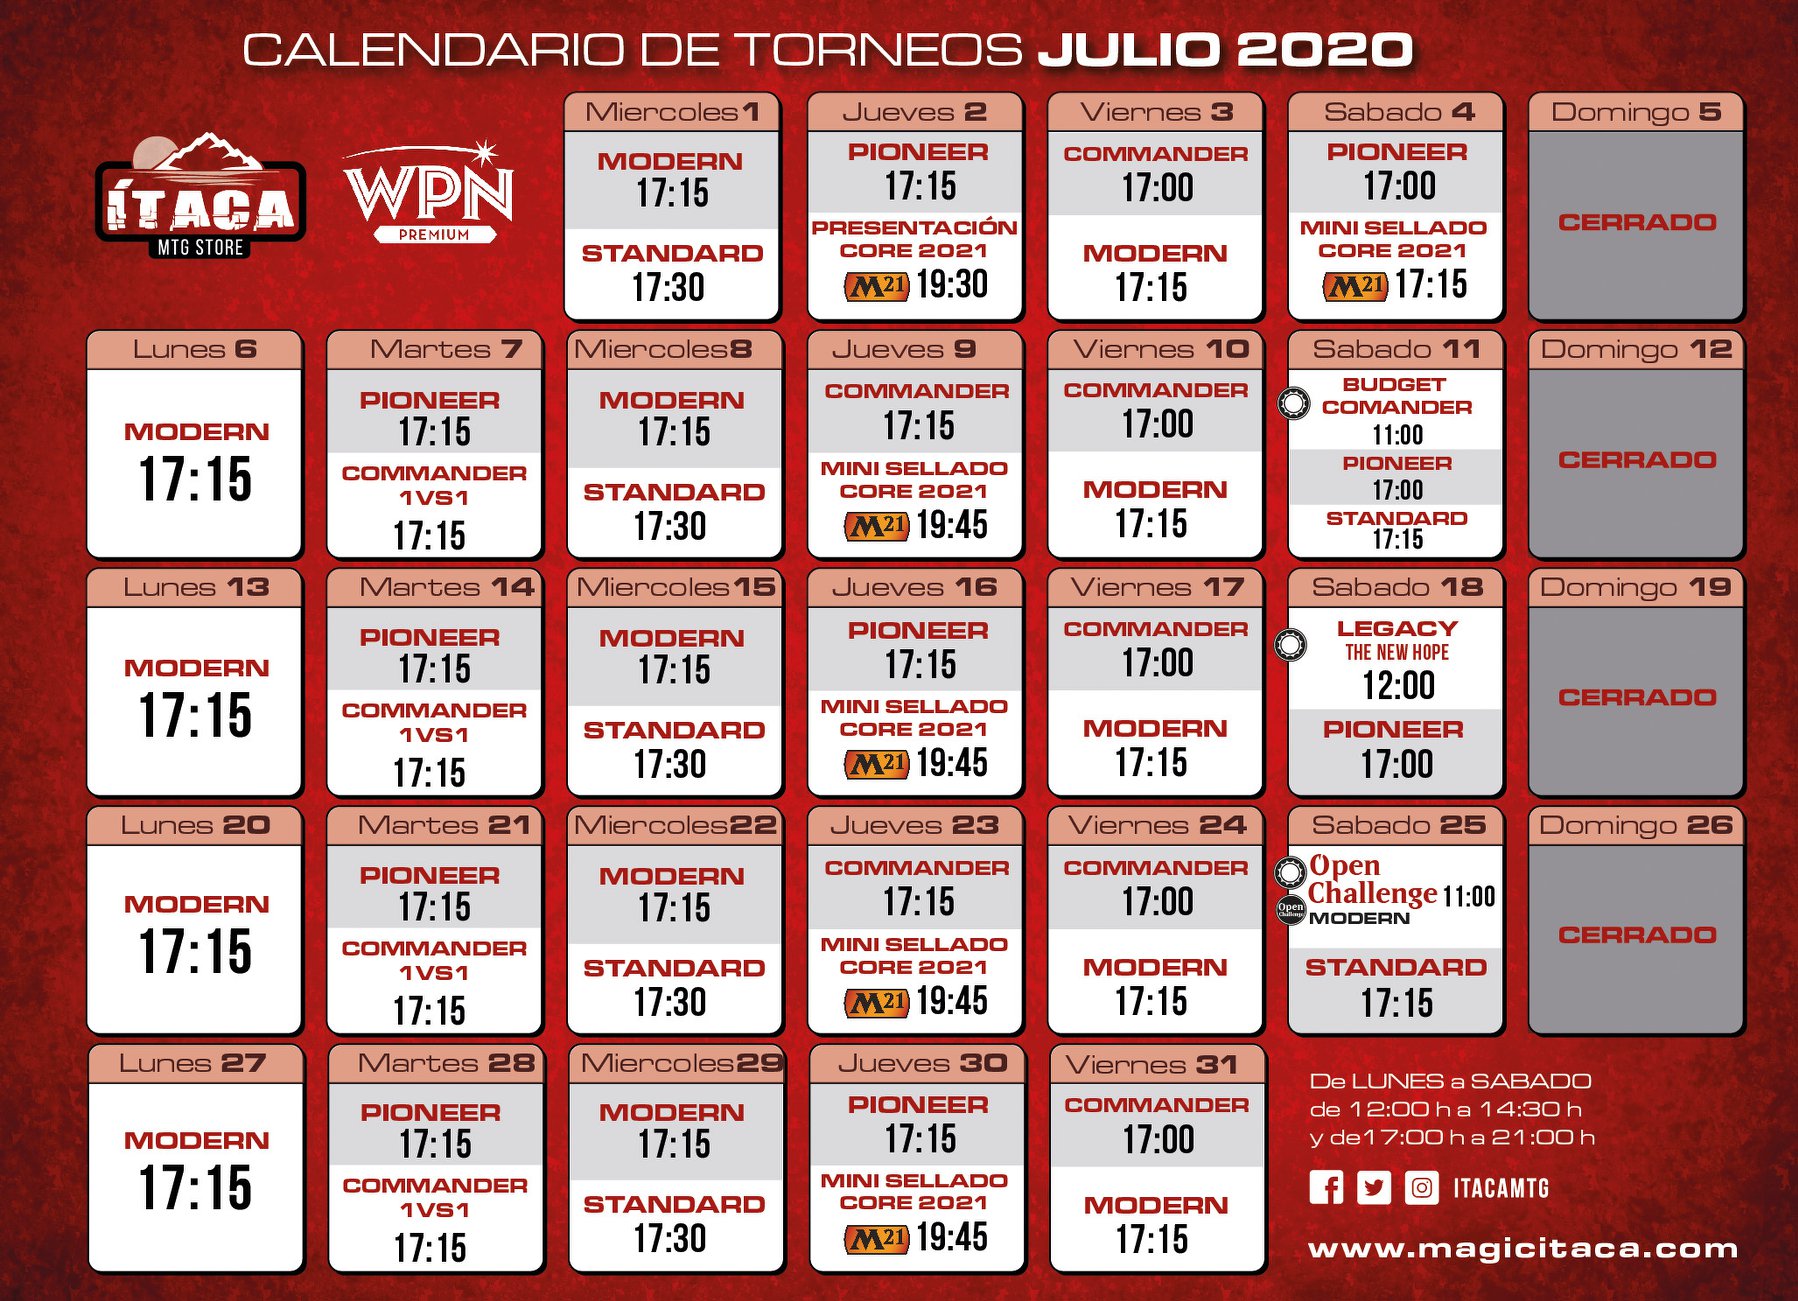 CALENDARIO DE TORNEOS JULIO 2020
ÍTACA
MTG STORE
WPN
PREMIUM
Miercoles 1
MODERN
17:15
STANDARD
17:30
Jueves 2
PIONEER
17:15
PRESENTACIÓN
CORE 2021
M21 19:30
Viernes 3
COMMANDER
17:00
MODERN
17:15
Sabado 4
PIONEER
17:00
MINI SELLADO
CORE 2021
M21 17:15
Domingo 5
CERRADO
Lunes 6
MODERN
17:15
Martes 7
PIONEER
17:15
COMMANDER
1VS1
17:15
Miercoles 8
MODERN
17:15
STANDARD
17:30
Jueves 9
COMMANDER
17:15
MINI SELLADO
CORE 2021
M21 19:45
Viernes 10
COMMANDER
17:00
MODERN
17:15
Sabado 11
BUDGET
COMANDER
11:00
PIONEER
17:00
STANDARD
17:15
Domingo 12
CERRADO
Lunes 13
MODERN
17:15
Martes 14
PIONEER
17:15
COMMANDER
1VS1
17:15
Miercoles 15
MODERN
17:15
STANDARD
17:30
Jueves 16
PIONEER
17:15
MINI SELLADO
CORE 2021
M21 19:45
Viernes 17
COMMANDER
17:00
MODERN
17:15
Sabado 18
LEGACY
THE NEW HOPE
12:00
PIONEER
17:00
Domingo 19
CERRADO
Lunes 20
MODERN
17:15
Martes 21
PIONEER
17:15
COMMANDER
1VS1
17:15
Miercoles 22
MODERN
17:15
STANDARD
17:30
Jueves 23
COMMANDER
17:15
MINI SELLADO
CORE 2021
M21 19:45
Viernes 24
COMMANDER
17:00
MODERN
17:15
Sabado 25
Open
Challenge 11:00
MODERN
Open
Challenge
STANDARD
17:15
Domingo 26
CERRADO
Lunes 27
MODERN
17:15
Martes 28
PIONEER
17:15
COMMANDER
1VS1
17:15
Miercoles 29
MODERN
17:15
STANDARD
17:30
Jueves 30
PIONEER
17:15
MINI SELLADO
CORE 2021
M21 19:45
Viernes 31
COMMANDER
17:00
MODERN
17:15
De LUNES a SABADO
de 12:00 h a 14:30 h
y de17:00 h a 21:00 h
ITACAMTG
www.magicitaca.com